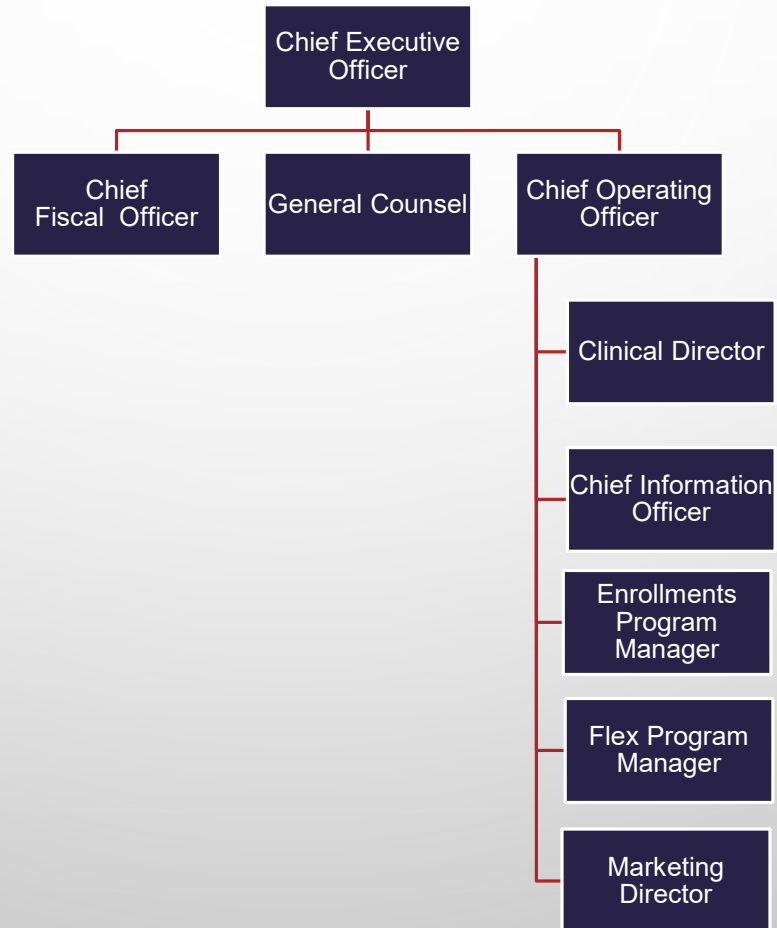 Chief Executive
Officer
Chief
Fiscal  Officer
General Counsel
Chief Operating
Officer
Clinical Director
Chief Information
Officer
Enrollments
Program
Manager
Flex Program
Manager
Marketing
Director